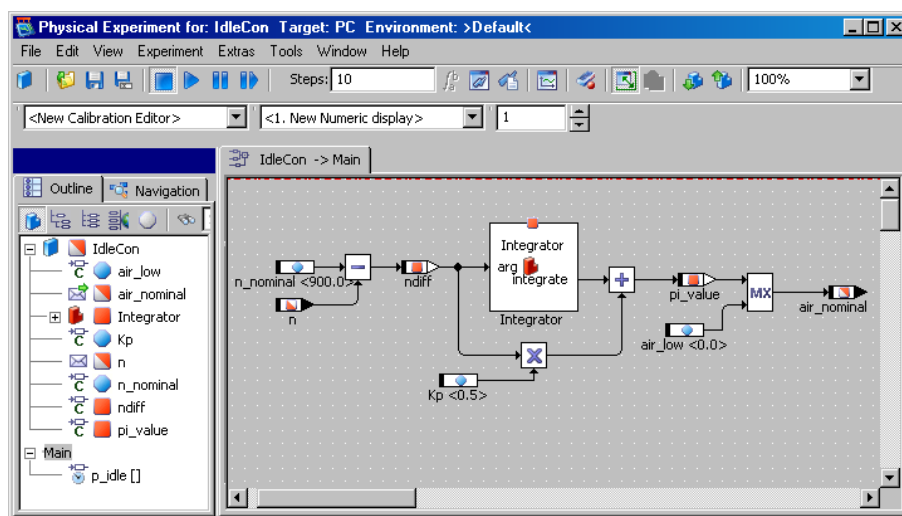 Physical Experiment for: IdleCon Target: PC Environment: >Default<
File Edit View Experiment Extras Tools Window Help
Steps: 10
100%
<New Calibration Editor>
<1. New Numeric display>
1
IdleCon -> Main
Outline
Navigation
IdleCon
air_low
air_nominal
Integrator
Kp
n
n_nominal
ndiff
pi_value
Main
p_idle []
Integrator
arg
integrate
Integrator
n_nominal <900.0>
ndiff
n
pi_value
MX
air_nominal
air_low <0.0>
Kp <0.5>